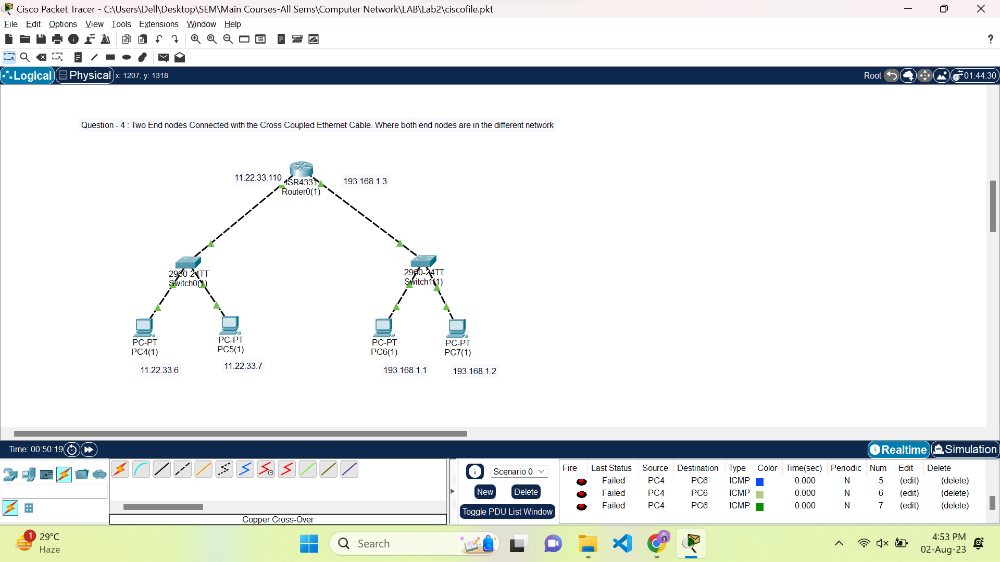 Cisco Packet Tracer - C:\Users\Dell\Desktop\SEM\Main Courses-All Sems\Computer Network\LAB\Lab2\ciscofile.pkt
File Edit Options View Tools Extensions Window Help
?
Logical Physical x: 1207, y: 1318 Root 01:44:30
Question - 4 : Two End nodes Connected with the Cross Coupled Ethernet Cable. Where both end nodes are in the different network
11.22.33.110
ISR4331
Router0(1)
193.168.1.3
2960-24TT
Switch0(1)
2960-24TT
Switch1(1)
PC-PT
PC4(1)
PC-PT
PC5(1)
PC-PT
PC6(1)
PC-PT
PC7(1)
11.22.33.6
11.22.33.7
193.168.1.1
193.168.1.2
Time: 00:50:19 Realtime Simulation
Copper Cross-Over
Scenario 0
New Delete
Toggle PDU List Window
Fire Last Status Source Destination Type Color Time(sec) Periodic Num Edit Delete
Failed PC4 PC6 ICMP 0.000 N 5 (edit) (delete)
Failed PC4 PC6 ICMP 0.000 N 6 (edit) (delete)
Failed PC4 PC6 ICMP 0.000 N 7 (edit) (delete)
1
29°C
Haze
Search
4:53 PM
02-Aug-23